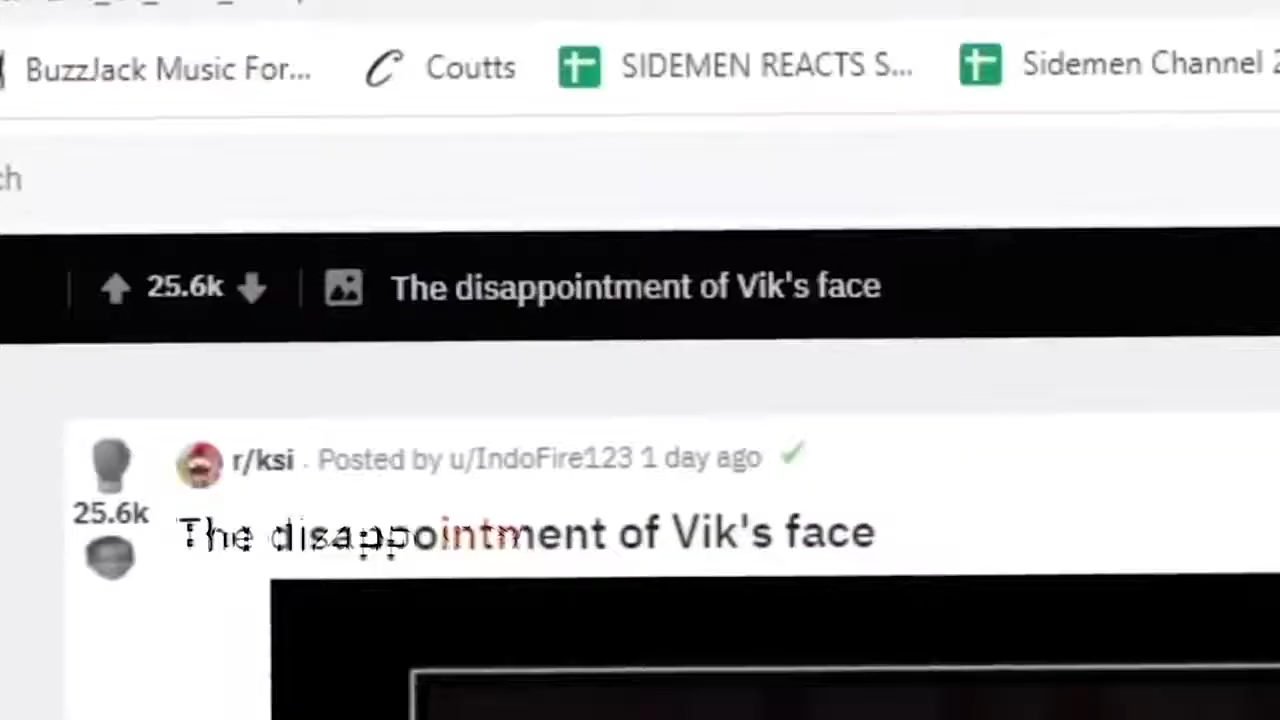 BuzzJack Music For... Coutts SIDEMEN REACTS S... Sidemen Channel
ch
25.6k The disappointment of Vik's face
r/ksi · Posted by u/IndoFire123 1 day ago
25.6k
The disappointment of Vik's face